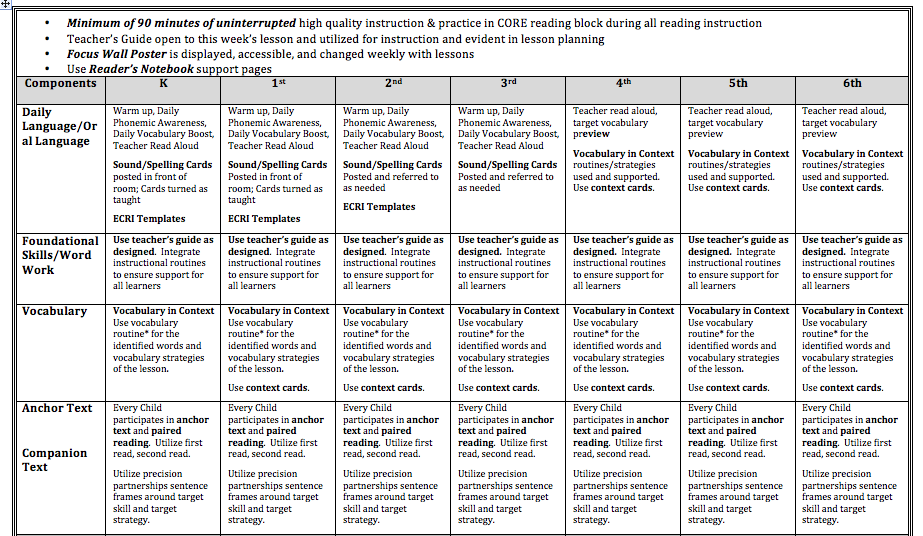 • Minimum of 90 minutes of uninterrupted high quality instruction & practice in CORE reading block during all reading instruction
• Teacher's Guide open to this week's lesson and utilized for instruction and evident in lesson planning
• Focus Wall Poster is displayed, accessible, and changed weekly with lessons
• Use Reader's Notebook support pages
Components K 1st 2nd 3rd 4th 5th 6th
Daily
Language/Or
al Language
Warm up, Daily
Phonemic Awareness,
Daily Vocabulary Boost,
Teacher Read Aloud
Sound/Spelling Cards
posted in front of
room; Cards turned as
taught
ECRI Templates
Warm up, Daily
Phonemic Awareness,
Daily Vocabulary Boost,
Teacher Read Aloud
Sound/Spelling Cards
Posted in front of
room; Cards turned as
taught
ECRI Templates
Warm up, Daily
Phonemic Awareness,
Daily Vocabulary Boost,
Teacher Read Aloud
Sound/Spelling Cards
Posted and referred to
as needed
ECRI Templates
Warm up, Daily
Phonemic Awareness,
Daily Vocabulary Boost,
Teacher Read Aloud
Sound/Spelling Cards
Posted and referred to
as needed
Teacher read aloud,
target vocabulary
preview
Vocabulary in Context
routines/strategies
used and supported.
Use context cards.
Teacher read aloud,
target vocabulary
preview
Vocabulary in Context
routines/strategies
used and supported.
Use context cards.
Teacher read aloud,
target vocabulary
preview
Vocabulary in Context
routines/strategies
used and supported.
Use context cards.
Foundational
Skills/Word
Work
Use teacher's guide as
designed. Integrate
instructional routines
to ensure support for
all learners
Use teacher's guide as
designed. Integrate
instructional routines
to ensure support for
all learners
Use teacher's guide as
designed. Integrate
instructional routines
to ensure support for
all learners
Use teacher's guide as
designed. Integrate
instructional routines
to ensure support for
all learners
Use teacher's guide as
designed. Integrate
instructional routines
to ensure support for
all learners
Use teacher's guide as
designed. Integrate
instructional routines
to ensure support for
all learners
Use teacher's guide as
designed. Integrate
instructional routines
to ensure support for
all learners
Vocabulary
Vocabulary in Context
Use vocabulary
routine* for the
identified words and
vocabulary strategies
of the lesson.
Vocabulary in Context
Use vocabulary
routine* for the
identified words and
vocabulary strategies
of the lesson.
Use context cards.
Vocabulary in Context
Use vocabulary
routine* for the
identified words and
vocabulary strategies
of the lesson.
Use context cards.
Vocabulary in Context
Use vocabulary
routine* for the
identified words and
vocabulary strategies
of the lesson.
Use context cards.
Vocabulary in Context
Use vocabulary
routine* for the
identified words and
vocabulary strategies
of the lesson.
Use context cards.
Vocabulary in Context
Use vocabulary
routine* for the
identified words and
vocabulary strategies
of the lesson.
Use context cards.
Vocabulary in Context
Use vocabulary
routine* for the
identified words and
vocabulary strategies
of the lesson.
Use context cards.
Anchor Text
Companion
Text
Every Child
participates in anchor
text and paired
reading. Utilize first
read, second read.
Utilize precision
partnerships sentence
frames around target
skill and target
strategy.
Every Child
participates in anchor
text and paired
reading. Utilize first
read, second read.
Utilize precision
partnerships sentence
frames around target
skill and target
strategy.
Every Child
participates in anchor
text and paired
reading. Utilize first
read, second read.
Utilize precision
partnerships sentence
frames around target
skill and target
strategy.
Every Child
participates in anchor
text and paired
reading. Utilize first
read, second read.
Utilize precision
partnerships sentence
frames around target
skill and target
strategy.
Every Child
participates in anchor
text and paired
reading. Utilize first
read, second read.
Utilize precision
partnerships sentence
frames around target
skill and target
strategy.
Every Child
participates in anchor
text and paired
reading. Utilize first
read, second read.
Utilize precision
partnerships sentence
frames around target
skill and target
strategy.
Every Child
participates in anchor
text and paired
reading. Utilize first
read, second read.
Utilize precision
partnerships sentence
frames around target
skill and target
strategy.